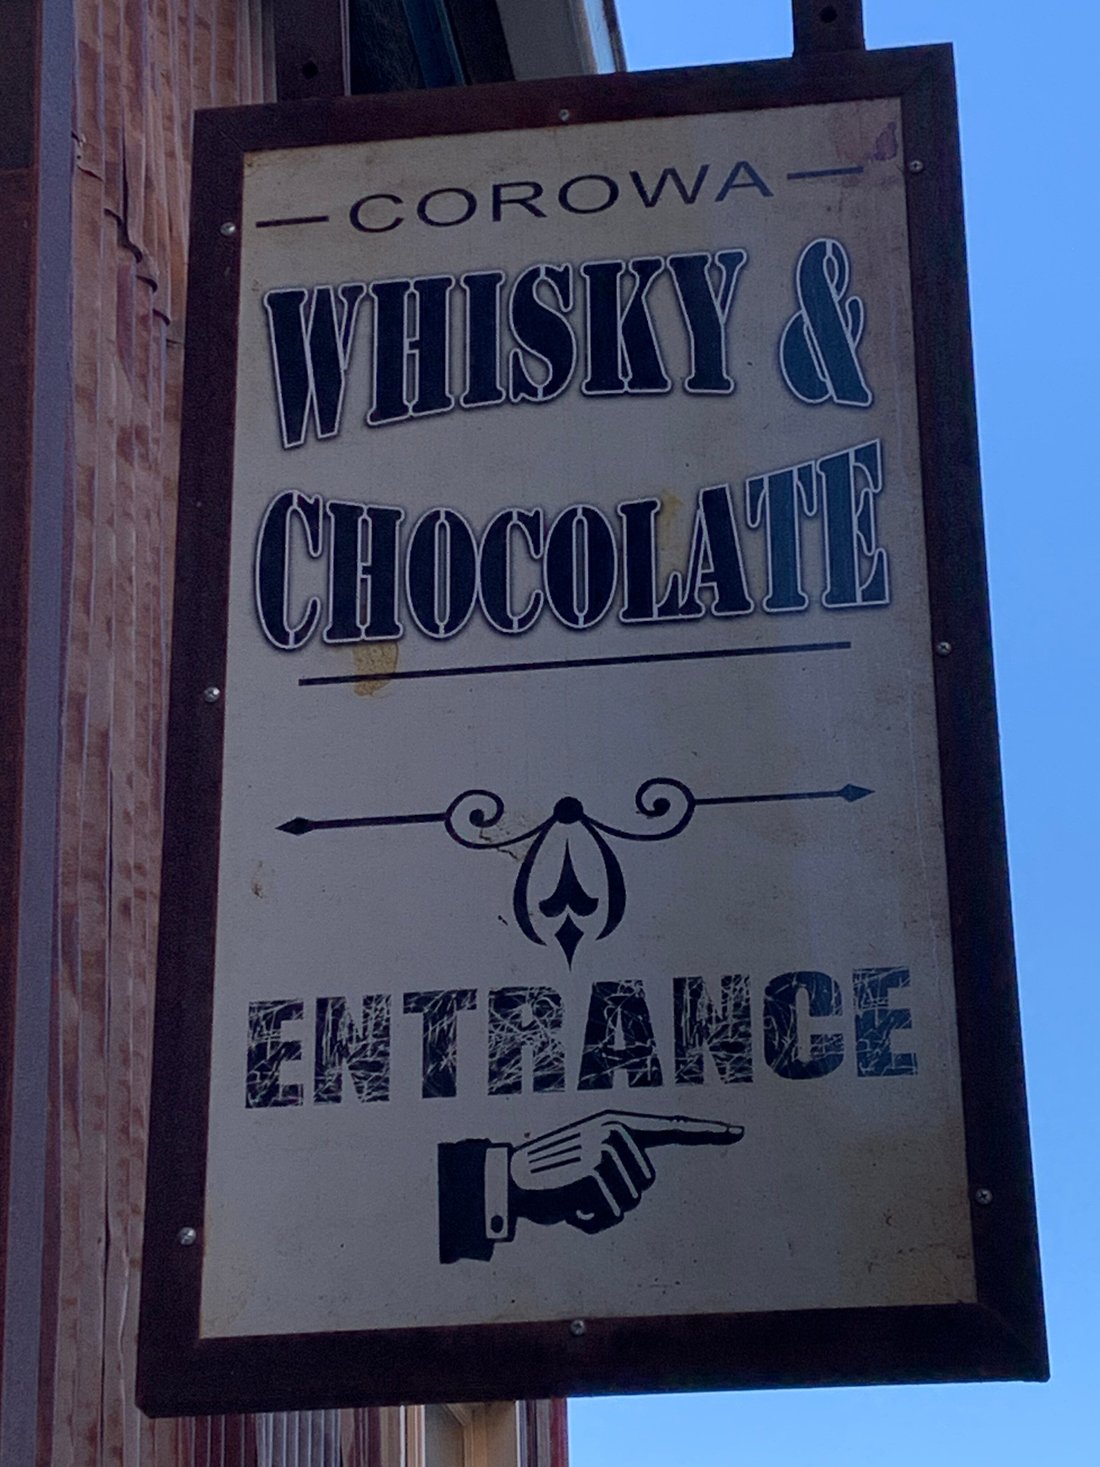 COROWA
WHISKY &
CHOCOLATE
ENTRANCE